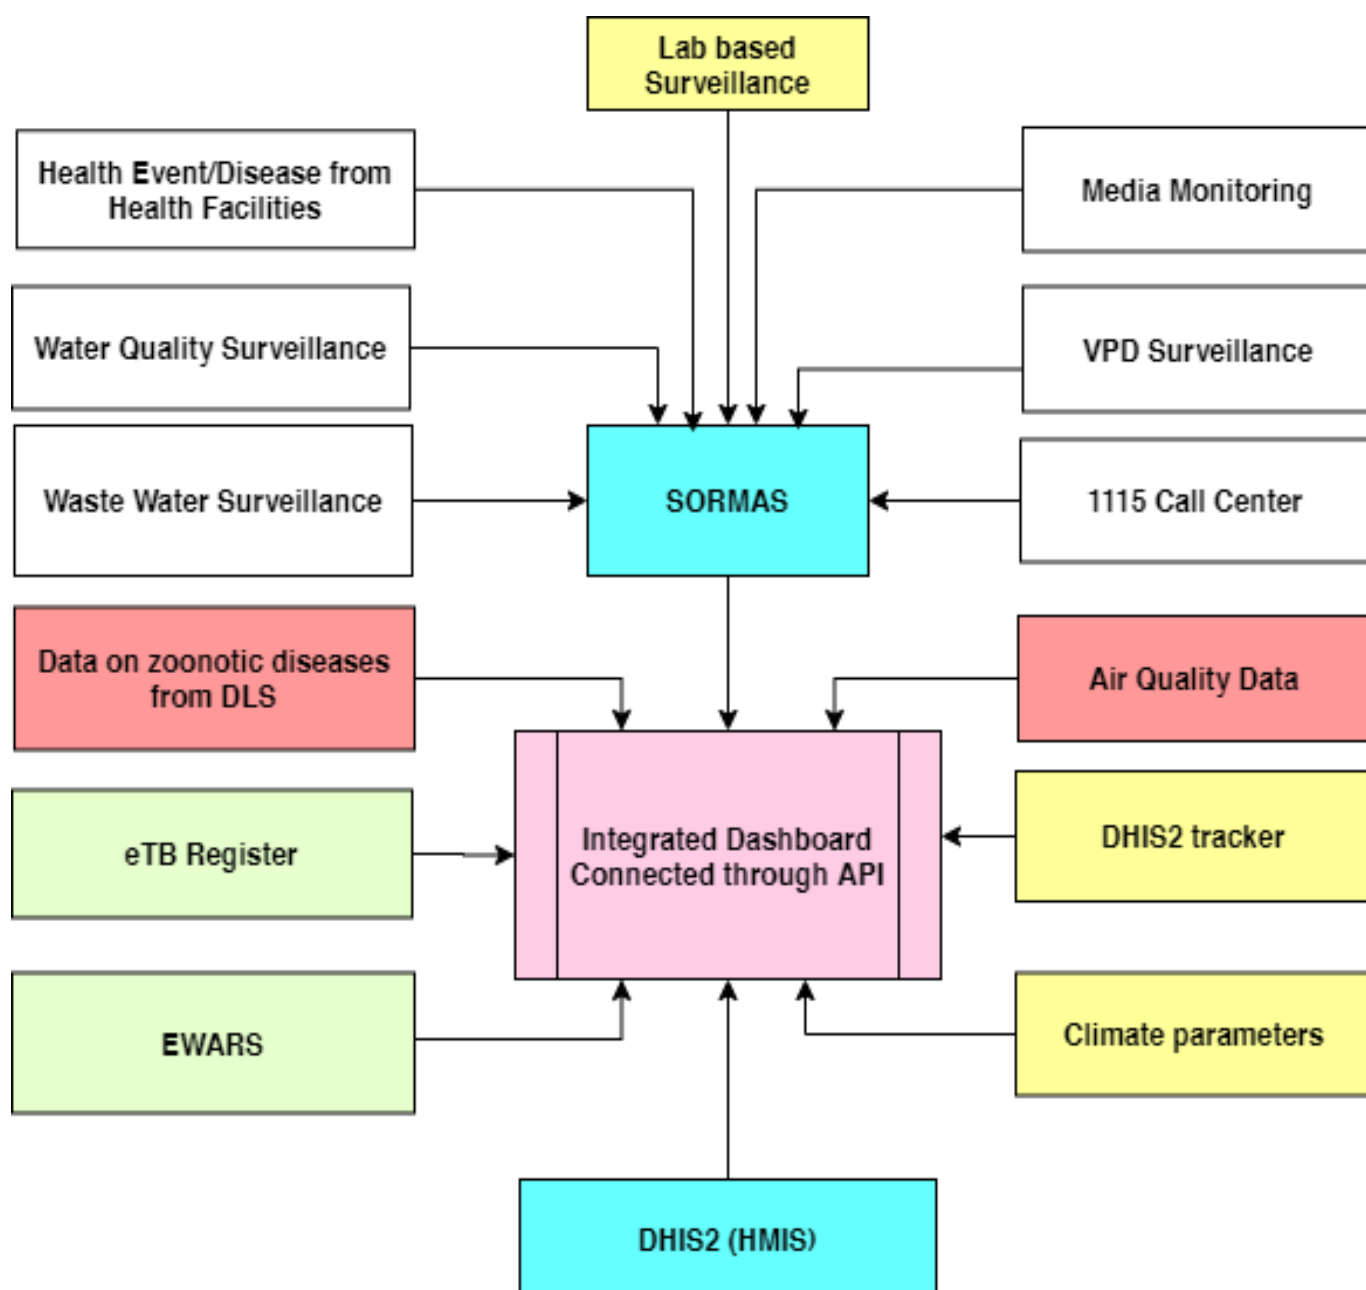 Lab based
Surveillance
Health Event/Disease from
Health Facilities
Media Monitoring
Water Quality Surveillance
VPD Surveillance
Waste Water Surveillance
SORMAS
1115 Call Center
Data on zoonotic diseases
from DLS
Air Quality Data
eTB Register
Integrated Dashboard
Connected through API
DHIS2 tracker
EWARS
Climate parameters
DHIS2 (HMIS)